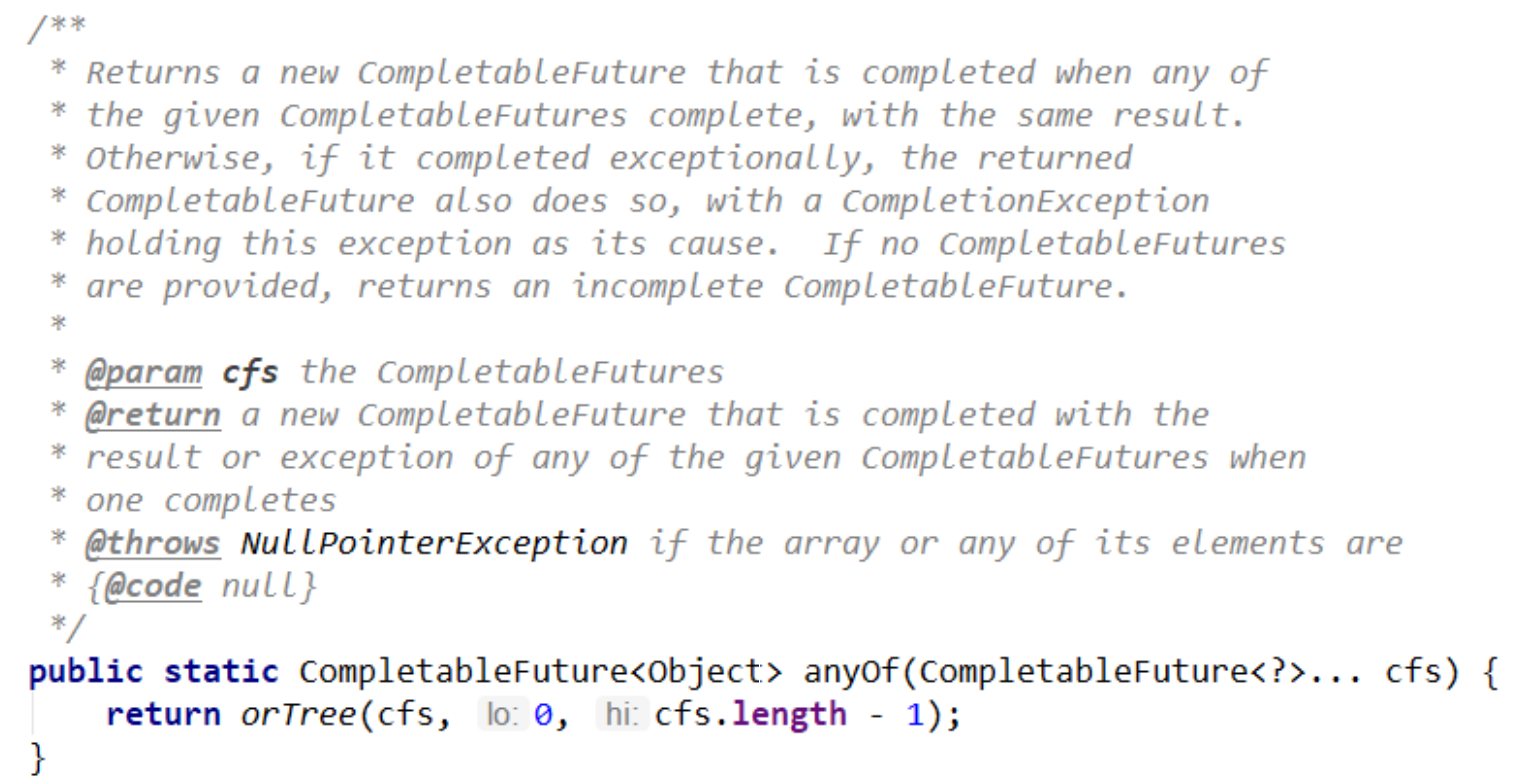 /**
 * Returns a new CompletableFuture that is completed when any of
 * the given CompletableFutures complete, with the same result.
 * Otherwise, if it completed exceptionally, the returned
 * CompletableFuture also does so, with a CompletionException
 * holding this exception as its cause.  If no CompletableFutures
 * are provided, returns an incomplete CompletableFuture.
 *
 * @param cfs the CompletableFutures
 * @return a new CompletableFuture that is completed with the
 * result or exception of any of the given CompletableFutures when
 * one completes
 * @throws NullPointerException if the array or any of its elements are
 * {@code null}
 */
public static CompletableFuture<Object> anyOf(CompletableFuture<?>... cfs) {
    return orTree(cfs, lo: 0, hi: cfs.length - 1);
}